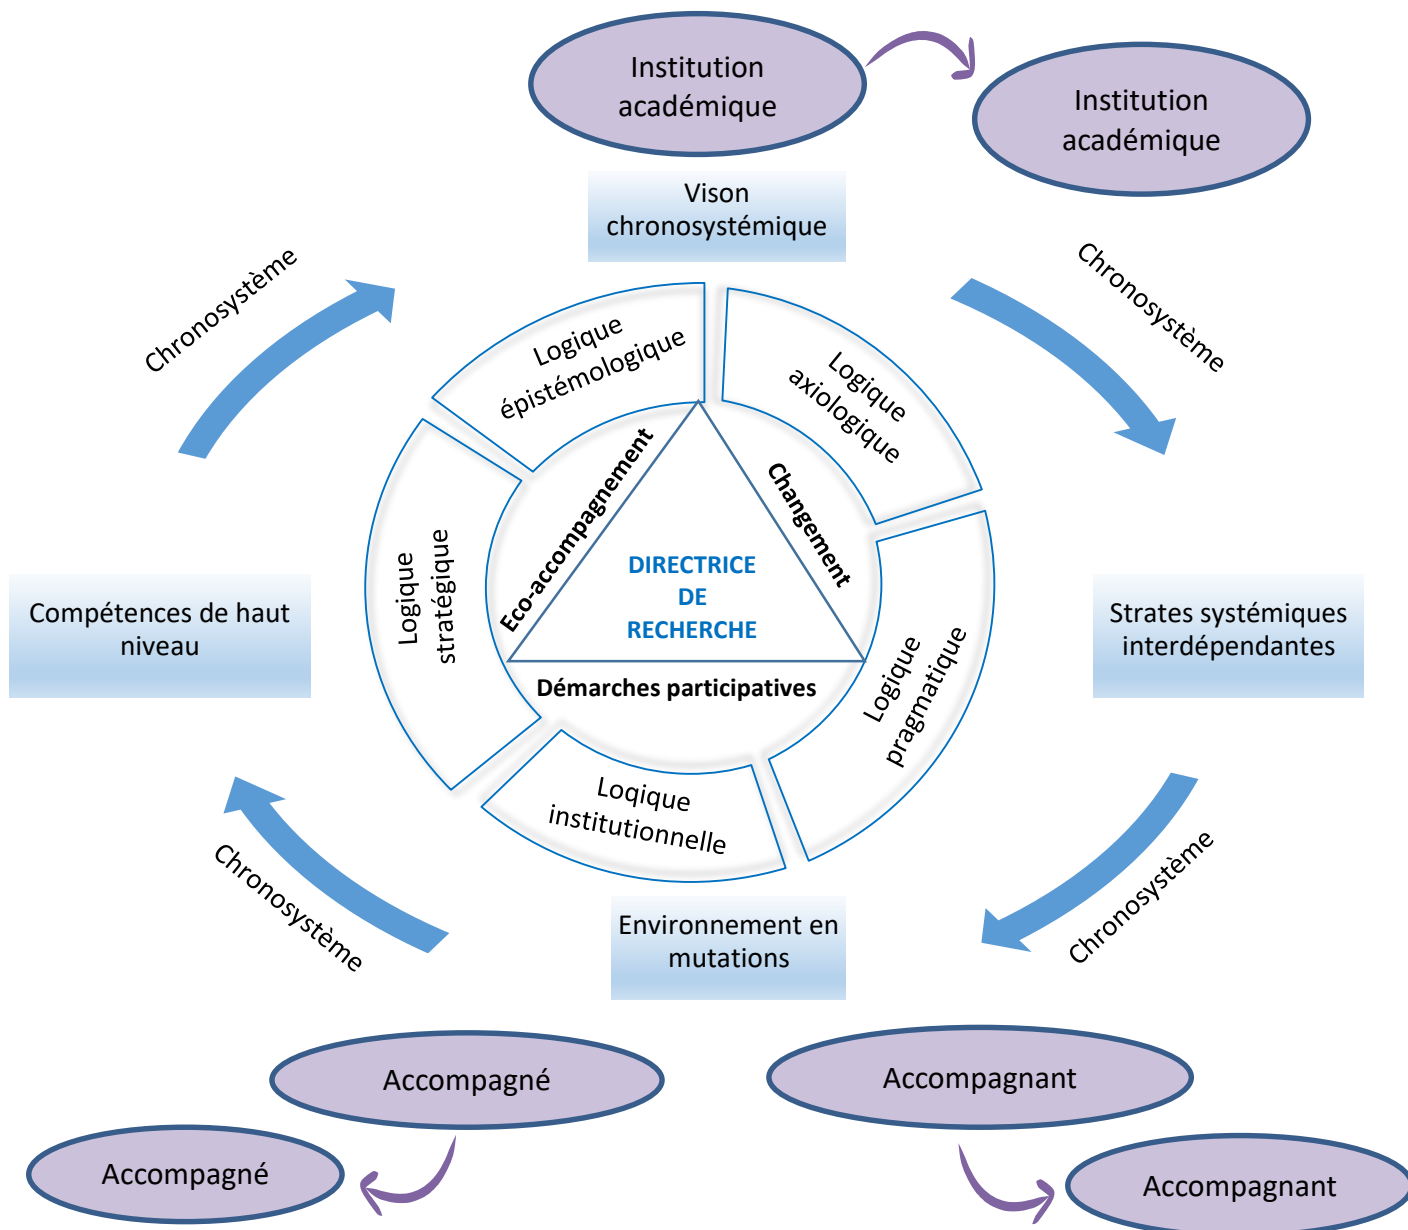 Institution
académique
Institution
académique
Vison
chronosystémique
Chronosystème
Chronosystème
Logique
épistémologique
Logique
axiologique
Eco-accompagnement
Changement
Logique
stratégique
DIRECTRICE
DE
RECHERCHE
Compétences de haut
niveau
Strates systémiques
interdépendantes
Démarches participatives
Logique
pragmatique
Loqique
institutionnelle
Chronosystème
Chronosystème
Environnement en
mutations
Accompagné
Accompagnant
Accompagné
Accompagnant